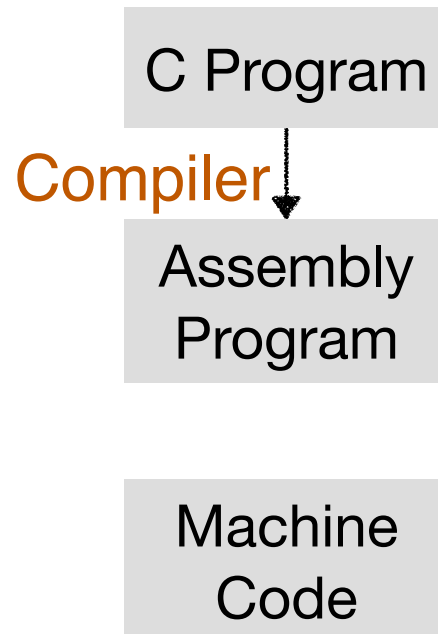 C Program
Compiler
Assembly
Program
Machine
Code